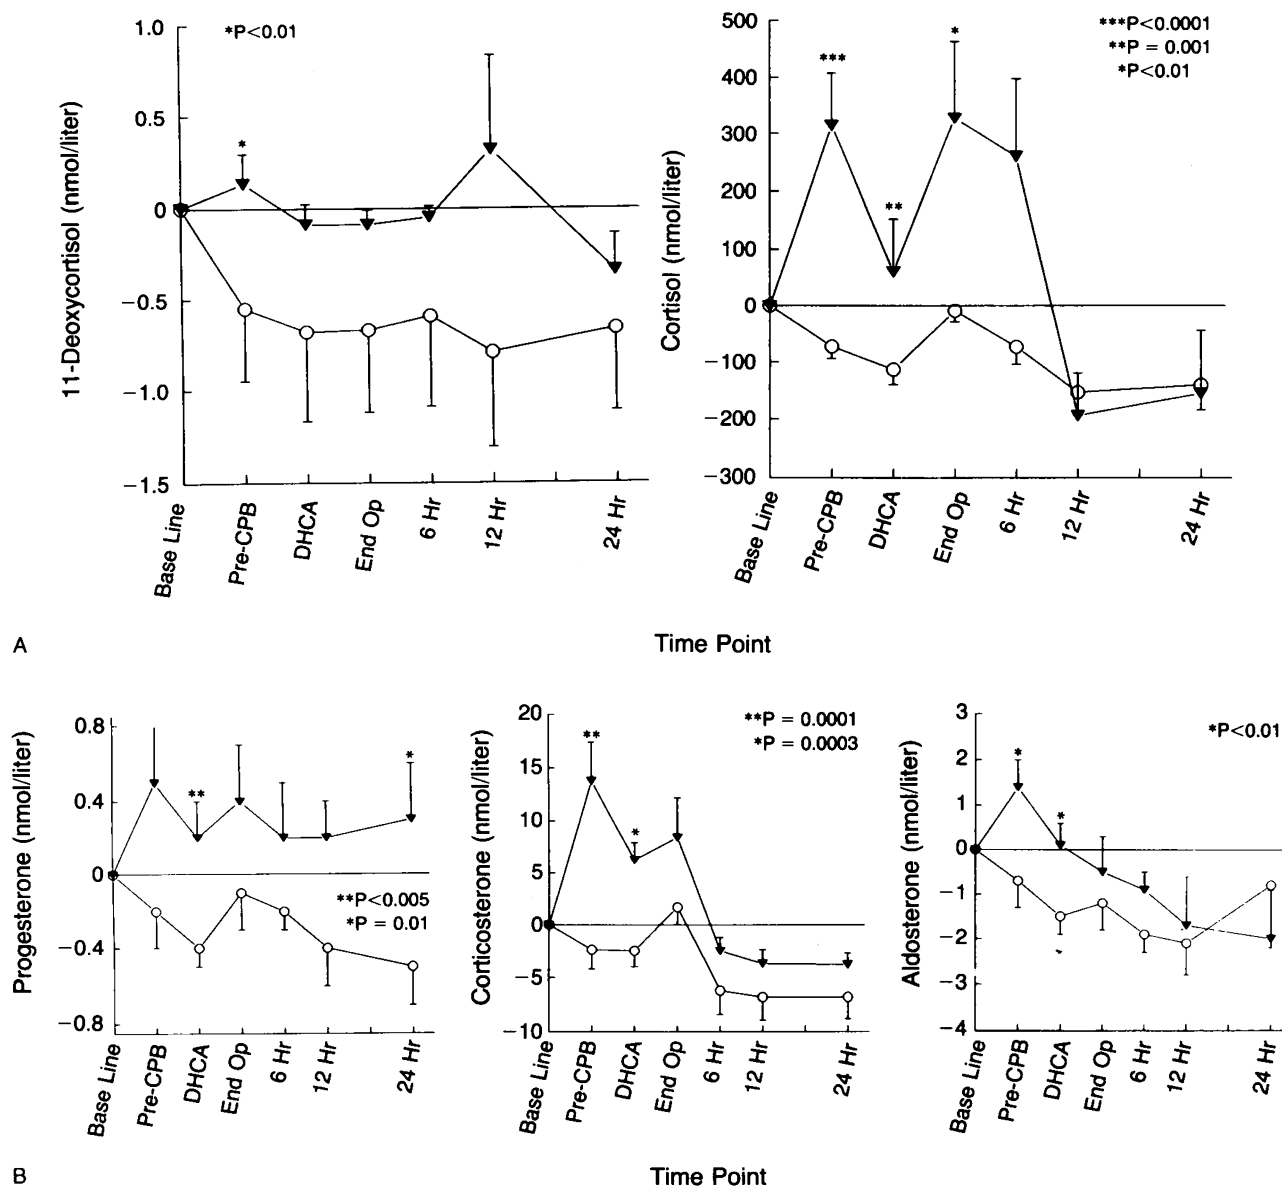 *P<0.01
11-Deoxycortisol (nmol/liter)
1.0
0.5
0
−0.5
−1.0
−1.5
*
Base Line
Pre-CPB
DHCA
End Op
6 Hr
12 Hr
24 Hr
***P<0.0001
**P = 0.001
*P<0.01
Cortisol (nmol/liter)
500
400
300
200
100
0
−100
−200
−300
***
**
*
Base Line
Pre-CPB
DHCA
End Op
6 Hr
12 Hr
24 Hr
A
Time Point
Progesterone (nmol/liter)
0.8
0.4
0
−0.4
−0.8
**
*
**P<0.005
*P = 0.01
Base Line
Pre-CPB
DHCA
End Op
6 Hr
12 Hr
24 Hr
Corticosterone (nmol/liter)
20
15
10
5
0
−5
−10
**P = 0.0001
*P = 0.0003
**
*
Base Line
Pre-CPB
DHCA
End Op
6 Hr
12 Hr
24 Hr
Aldosterone (nmol/liter)
3
2
1
0
−1
−2
−3
−4
*P<0.01
*
*
Base Line
Pre-CPB
DHCA
End Op
6 Hr
12 Hr
24 Hr
B
Time Point